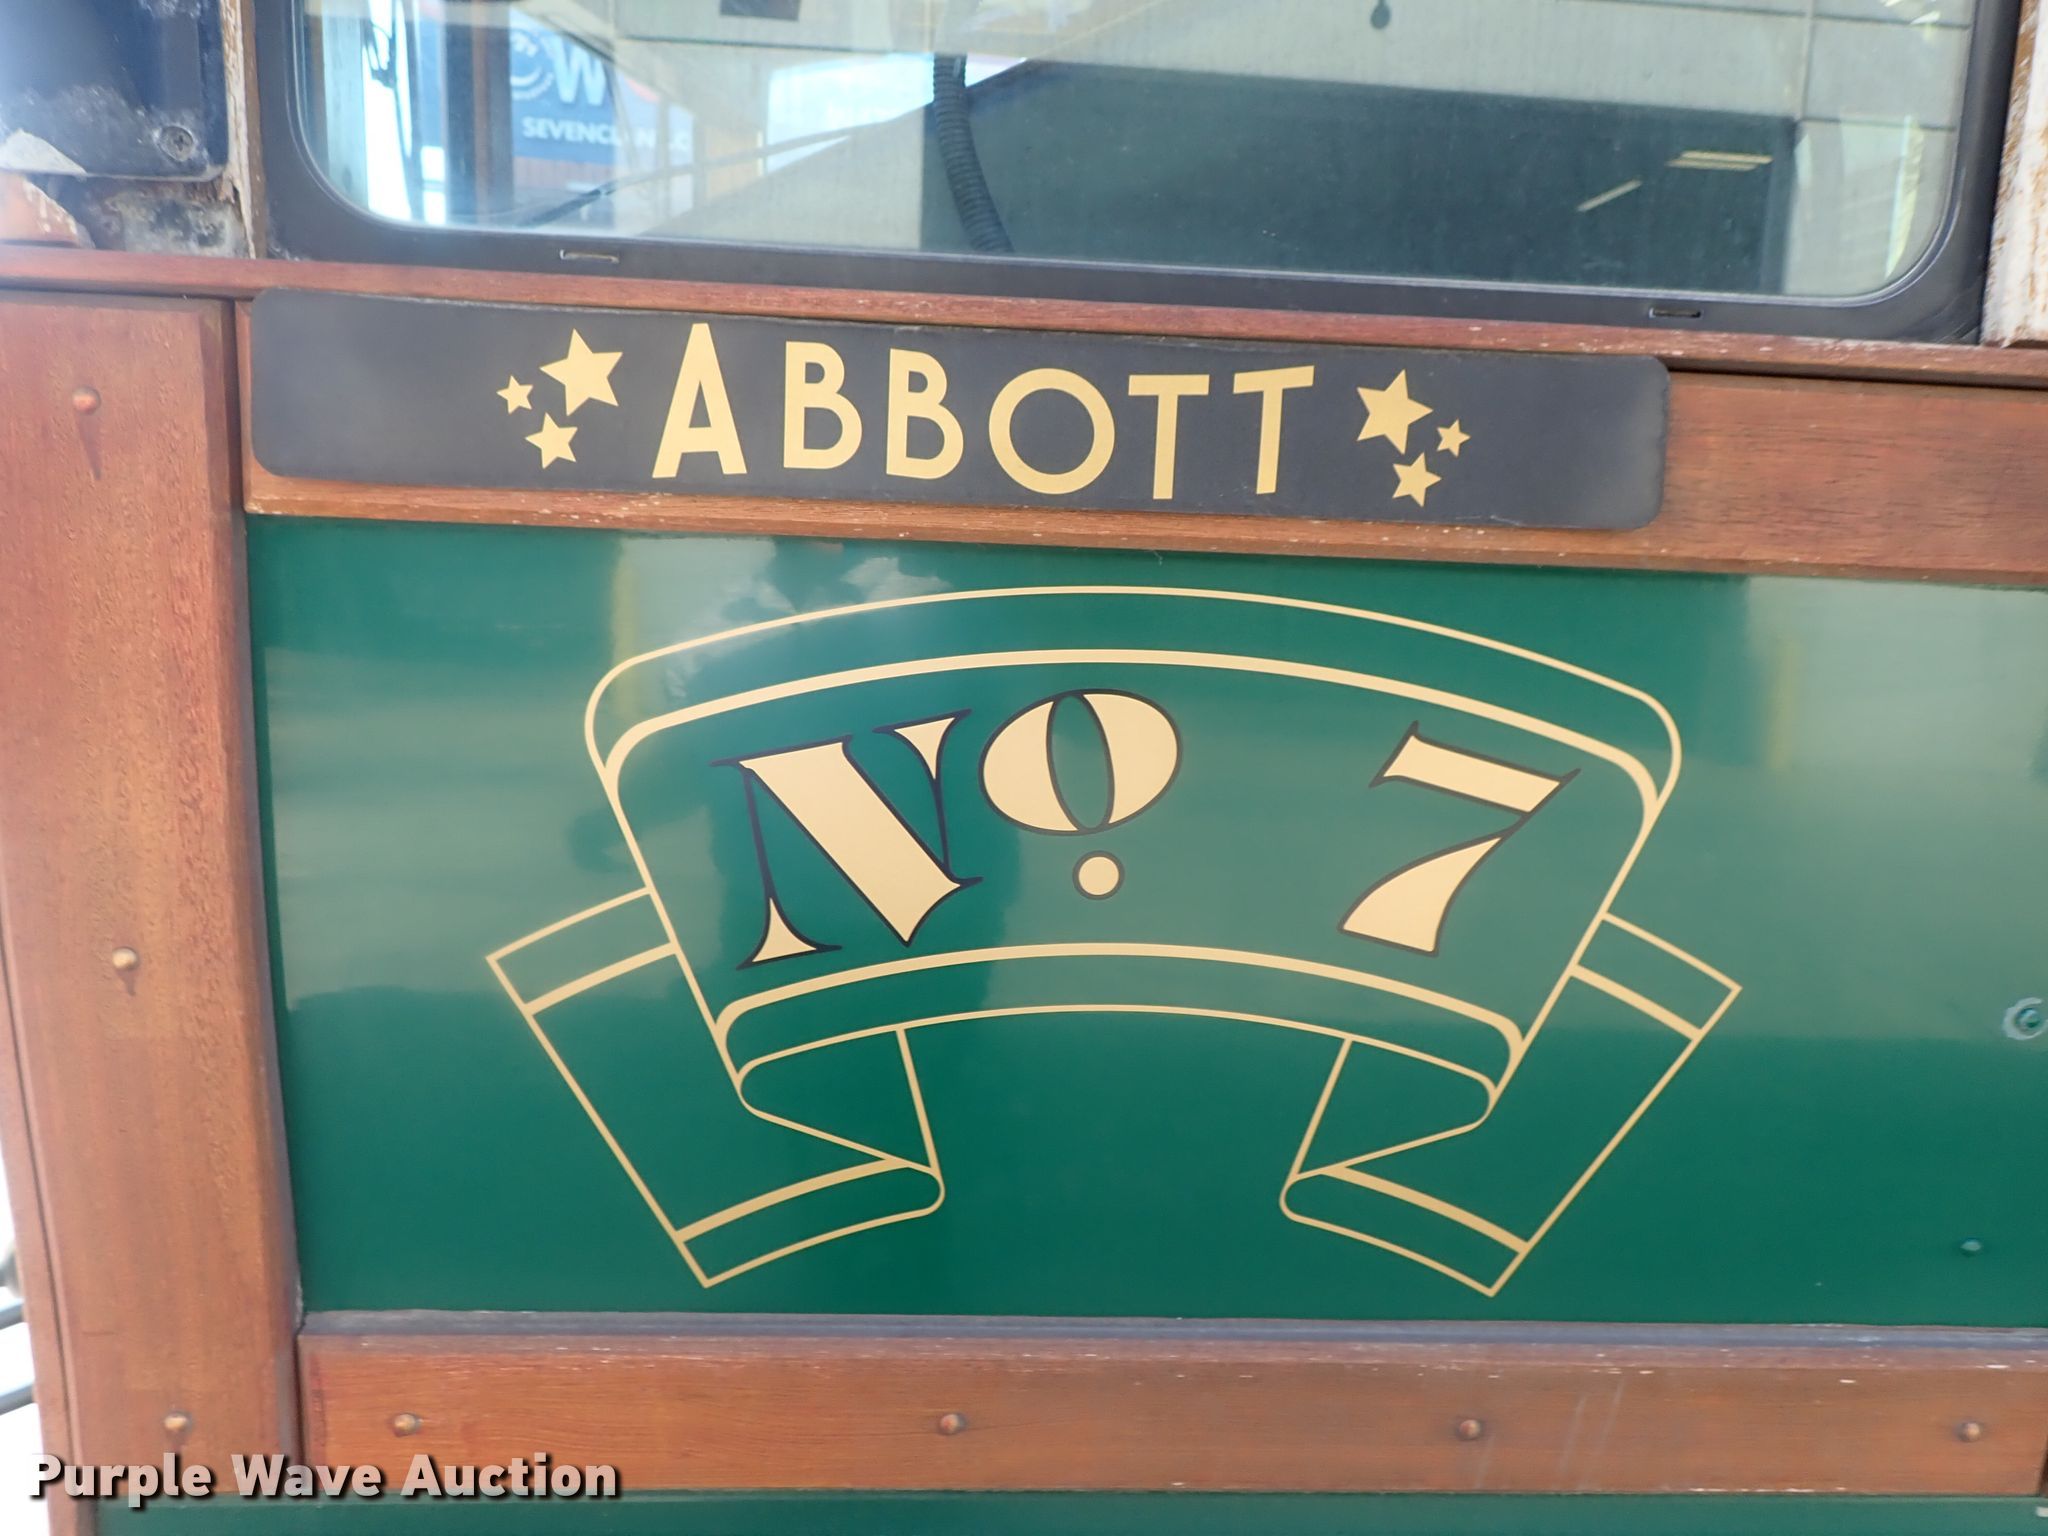 W
ABBOTT
No. 7
Purple Wave Auction